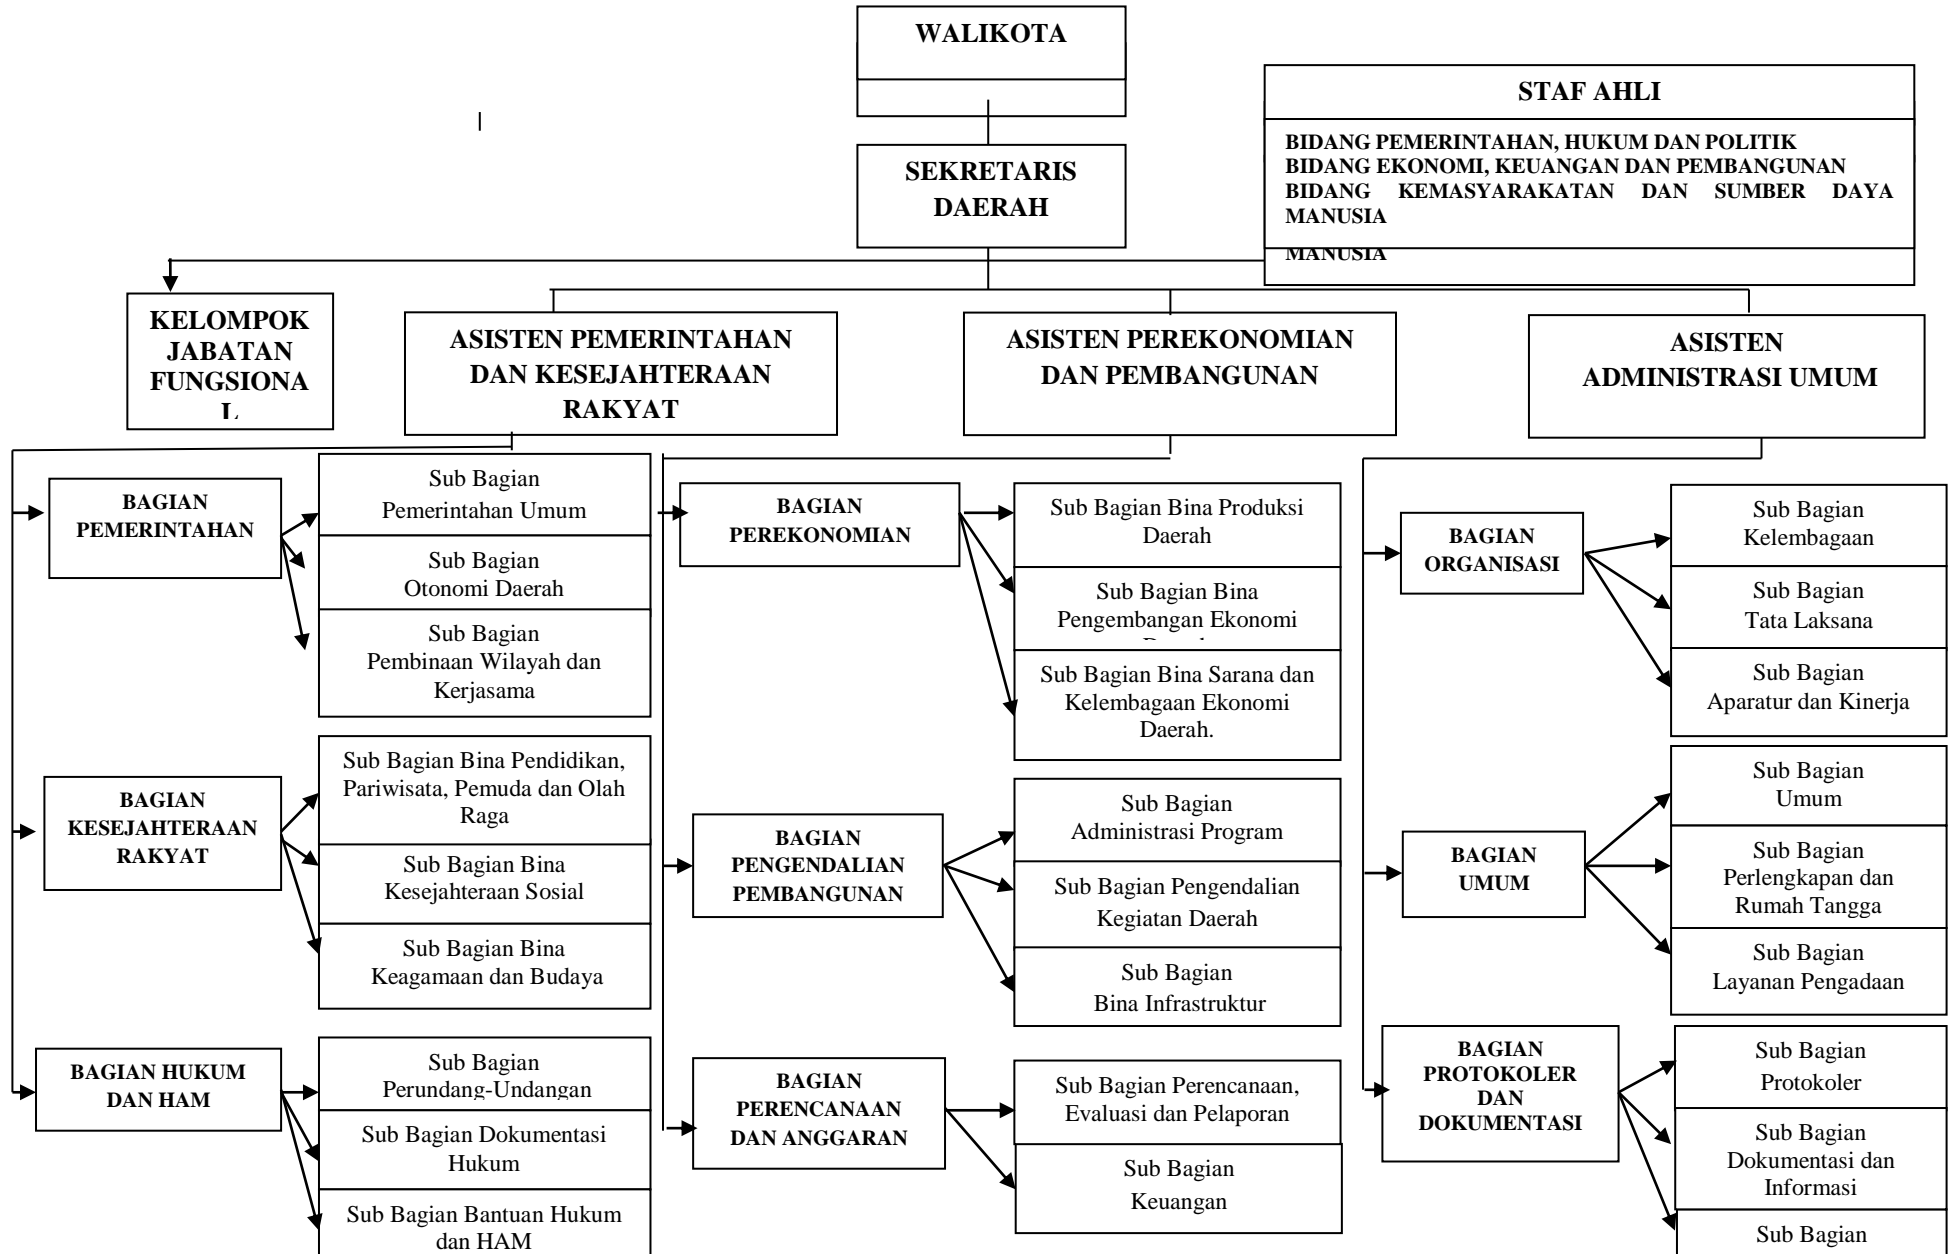 WALIKOTA
STAF AHLI
BIDANG PEMERINTAHAN, HUKUM DAN POLITIK
BIDANG EKONOMI, KEUANGAN DAN PEMBANGUNAN
BIDANG KEMASYARAKATAN DAN SUMBER DAYA
MANUSIA
MANUSIA
SEKRETARIS
DAERAH
KELOMPOK
JABATAN
FUNGSIONA
L
ASISTEN PEMERINTAHAN
DAN KESEJAHTERAAN
RAKYAT
ASISTEN PEREKONOMIAN
DAN PEMBANGUNAN
ASISTEN
ADMINISTRASI UMUM
BAGIAN
PEMERINTAHAN
Sub Bagian
Pemerintahan Umum
Sub Bagian
Otonomi Daerah
Sub Bagian
Pembinaan Wilayah dan
Kerjasama
BAGIAN
KESEJAHTERAAN
RAKYAT
Sub Bagian Bina Pendidikan,
Pariwisata, Pemuda dan Olah
Raga
Sub Bagian Bina
Kesejahteraan Sosial
Sub Bagian Bina
Keagamaan dan Budaya
BAGIAN HUKUM
DAN HAM
Sub Bagian
Perundang-Undangan
Sub Bagian Dokumentasi
Hukum
Sub Bagian Bantuan Hukum
dan HAM
BAGIAN
PEREKONOMIAN
Sub Bagian Bina Produksi
Daerah
Sub Bagian Bina
Pengembangan Ekonomi
Sub Bagian Bina Sarana dan
Kelembagaan Ekonomi
Daerah.
BAGIAN
PENGENDALIAN
PEMBANGUNAN
Sub Bagian
Administrasi Program
Sub Bagian Pengendalian
Kegiatan Daerah
Sub Bagian
Bina Infrastruktur
BAGIAN
PERENCANAAN
DAN ANGGARAN
Sub Bagian Perencanaan,
Evaluasi dan Pelaporan
Sub Bagian
Keuangan
BAGIAN
ORGANISASI
Sub Bagian
Kelembagaan
Sub Bagian
Tata Laksana
Sub Bagian
Aparatur dan Kinerja
BAGIAN
UMUM
Sub Bagian
Umum
Sub Bagian
Perlengkapan dan
Rumah Tangga
Sub Bagian
Layanan Pengadaan
BAGIAN
PROTOKOLER
DAN
DOKUMENTASI
Sub Bagian
Protokoler
Sub Bagian
Dokumentasi dan
Informasi
Sub Bagian